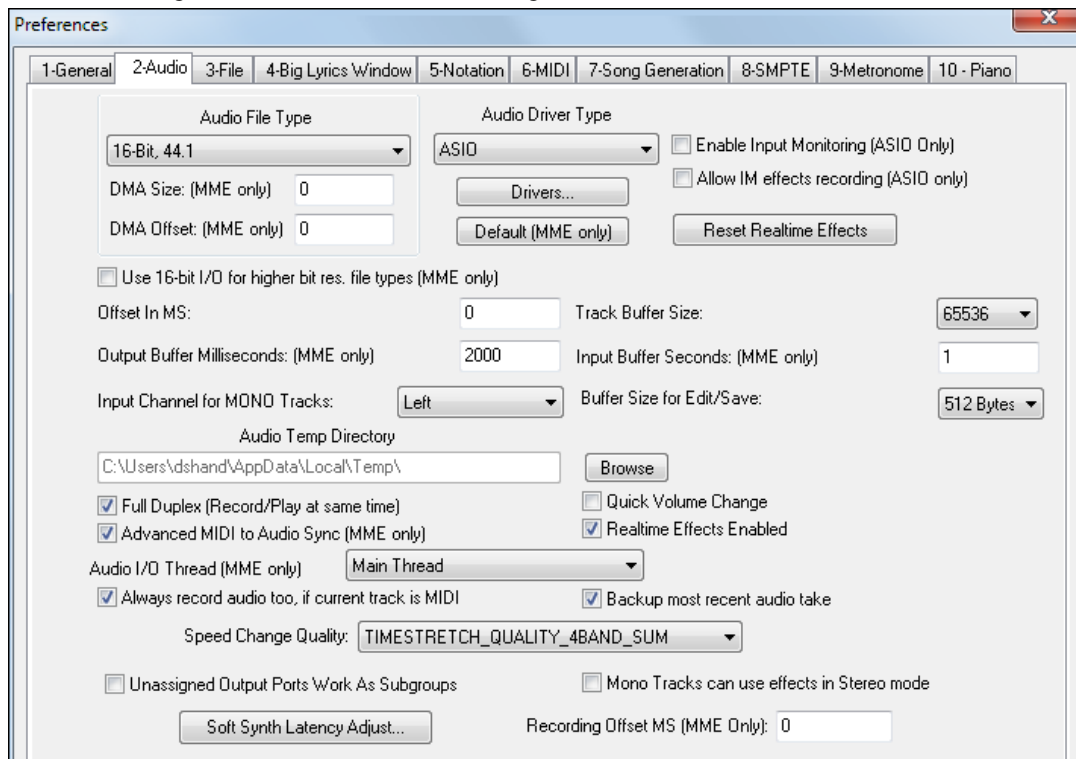 Preferences
X
1-General 2-Audio 3-File 4-Big Lyrics Window 5-Notation 6-MIDI 7-Song Generation 8-SMPTE 9-Metronome 10 - Piano
Audio File Type
Audio Driver Type
16-Bit, 44.1
ASIO
Enable Input Monitoring (ASIO Only)
DMA Size: (MME only) 0
Drivers...
Allow IM effects recording (ASIO only)
DMA Offset: (MME only) 0
Default (MME only)
Reset Realtime Effects
Use 16-bit I/O for higher bit res. file types (MME only)
Offset In MS: 0
Track Buffer Size: 65536
Output Buffer Milliseconds: (MME only) 2000
Input Buffer Seconds: (MME only) 1
Input Channel for MONO Tracks: Left
Buffer Size for Edit/Save: 512 Bytes
Audio Temp Directory
C:\Users\dshand\AppData\Local\Temp\
Browse
Full Duplex (Record/Play at same time)
Quick Volume Change
Advanced MIDI to Audio Sync (MME only)
Realtime Effects Enabled
Audio I/O Thread (MME only) Main Thread
Always record audio too, if current track is MIDI
Backup most recent audio take
Speed Change Quality: TIMESTRETCH_QUALITY_4BAND_SUM
Unassigned Output Ports Work As Subgroups
Mono Tracks can use effects in Stereo mode
Soft Synth Latency Adjust...
Recording Offset MS (MME Only): 0